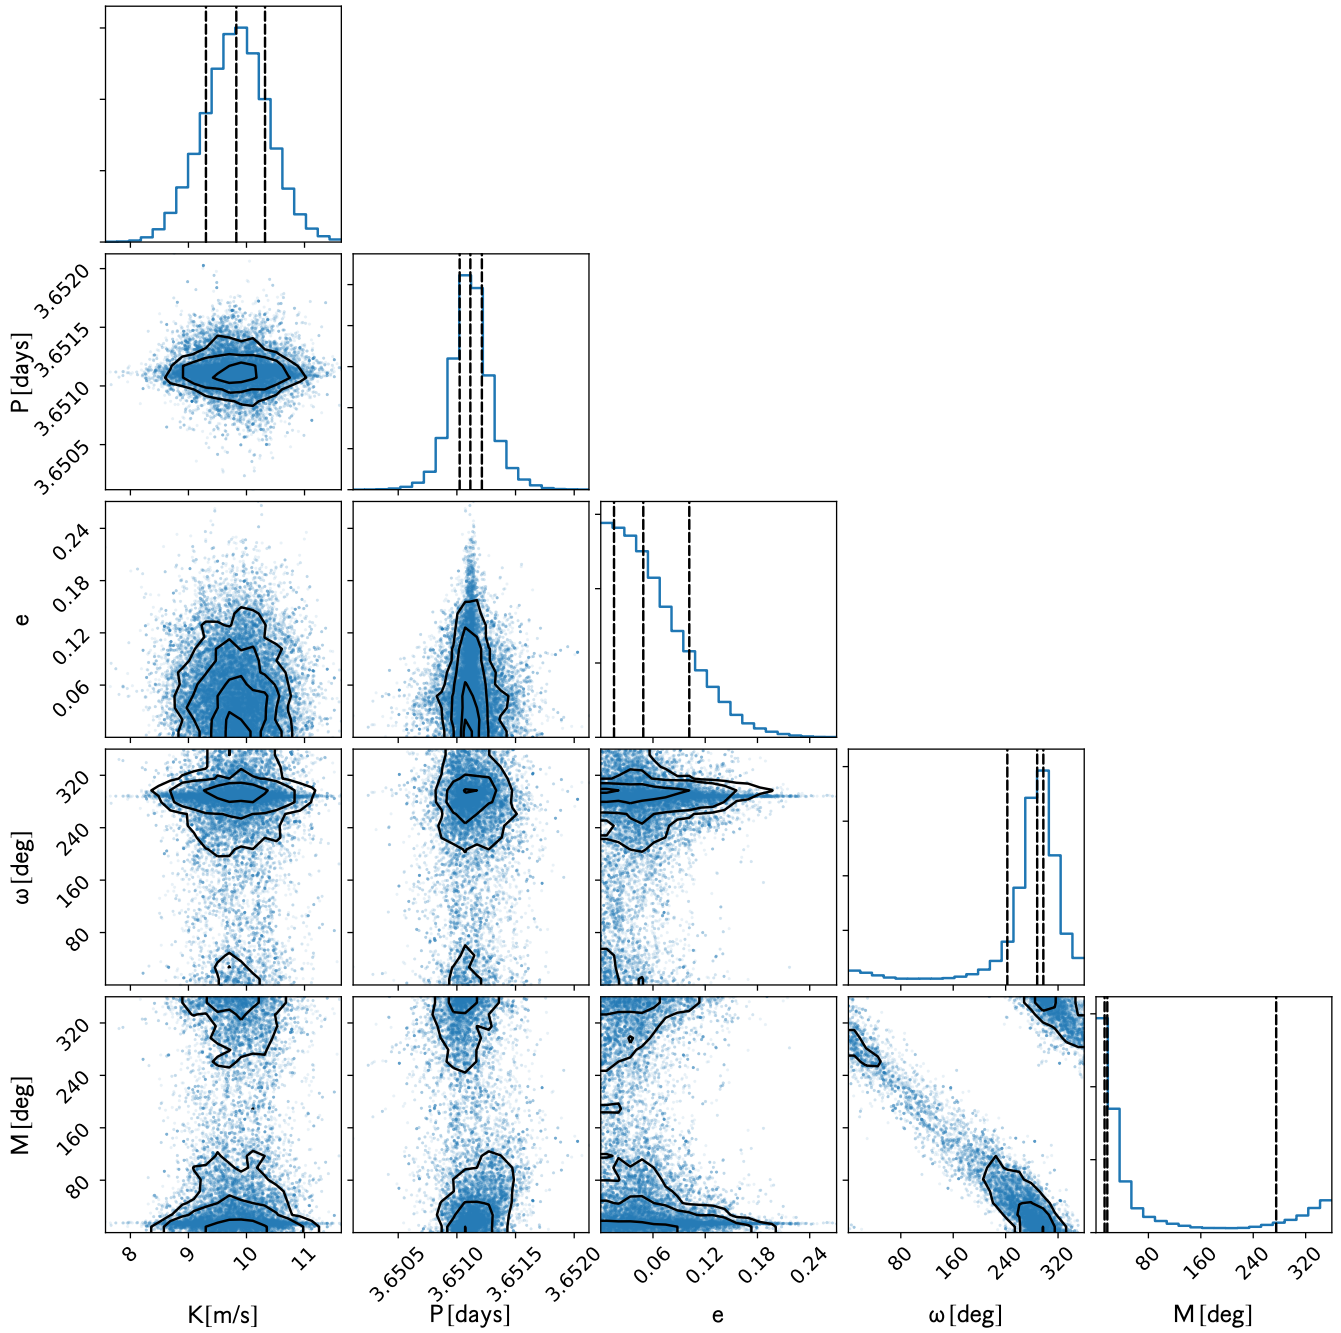 P [days]
3.6520
3.6515
3.6510
3.6505
e
0.24
0.18
0.12
0.06
ω [deg]
320
240
160
80
M [deg]
320
240
160
80
8 9 10 11
3.6505 3.6510 3.6515 3.6520
0.06 0.12 0.18 0.24
80 160 240 320
80 160 240 320
K[m/s] P [days] e ω [deg] M [deg]